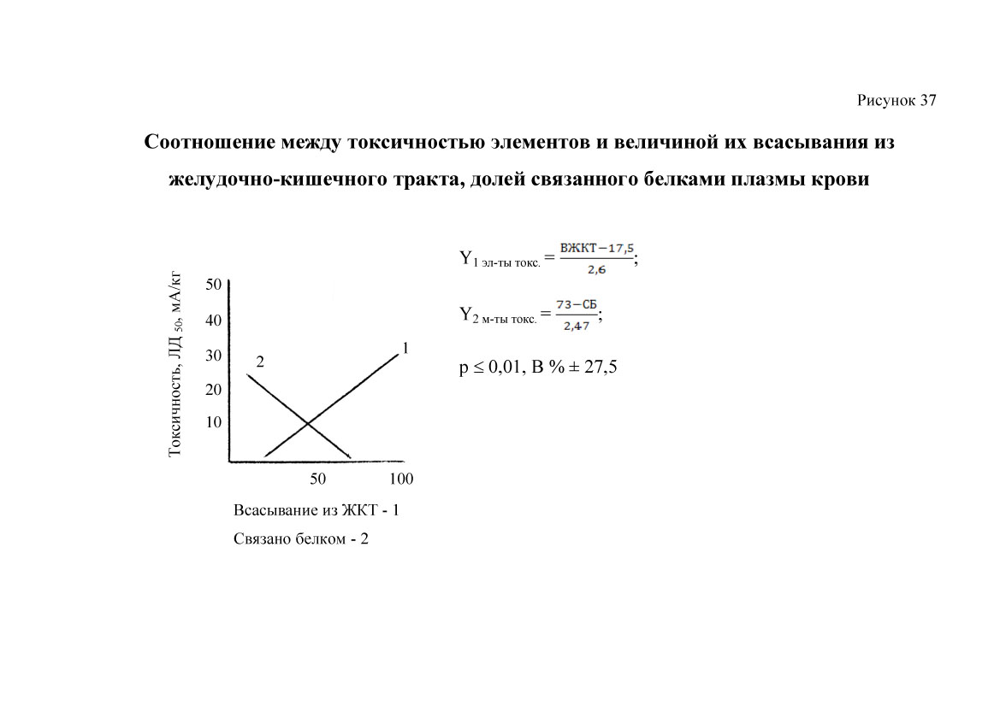 Рисунок 37
Соотношение между токсичностью элементов и величиной их всасывания из
желудочно-кишечного тракта, долей связанного белками плазмы крови
Y1 эл-ты токс. = (ВЖКТ−17,5)/2,6;
Y2 м-ты токс. = (73−СБ)/2,47;
p ≤ 0,01, В % ± 27,5
Токсичность, ЛД 50, мА/кг
50
40
30
20
10
2
1
50 100
Всасывание из ЖКТ - 1
Связано белком - 2